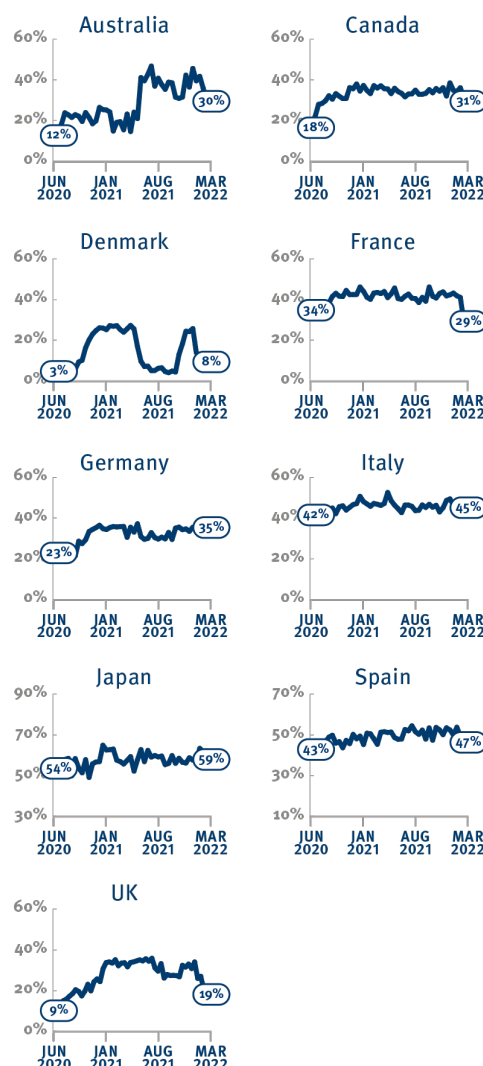 Australia
60%
40%
20%
0%
12%
30%
JUN 2020
JAN 2021
AUG 2021
MAR 2022
Canada
60%
40%
20%
0%
18%
31%
JUN 2020
JAN 2021
AUG 2021
MAR 2022
Denmark
60%
40%
20%
0%
3%
8%
JUN 2020
JAN 2021
AUG 2021
MAR 2022
France
60%
40%
20%
0%
34%
29%
JUN 2020
JAN 2021
AUG 2021
MAR 2022
Germany
60%
40%
20%
0%
23%
35%
JUN 2020
JAN 2021
AUG 2021
MAR 2022
Italy
60%
40%
20%
0%
42%
45%
JUN 2020
JAN 2021
AUG 2021
MAR 2022
Japan
90%
70%
50%
30%
54%
59%
JUN 2020
JAN 2021
AUG 2021
MAR 2022
Spain
70%
50%
30%
10%
43%
47%
JUN 2020
JAN 2021
AUG 2021
MAR 2022
UK
60%
40%
20%
0%
9%
19%
JUN 2020
JAN 2021
AUG 2021
MAR 2022